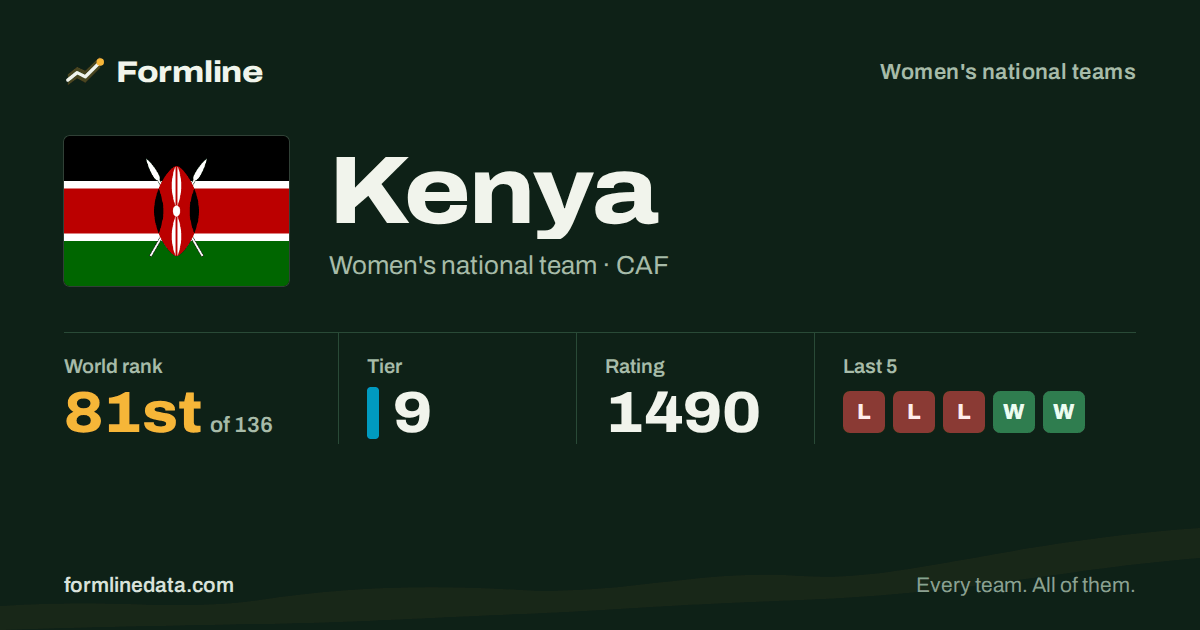 Formline
Women's national teams
Kenya
Women's national team · CAF
World rank
81st of 136
Tier
9
Rating
1490
Last 5
L L L W W
formlinedata.com
Every team. All of them.